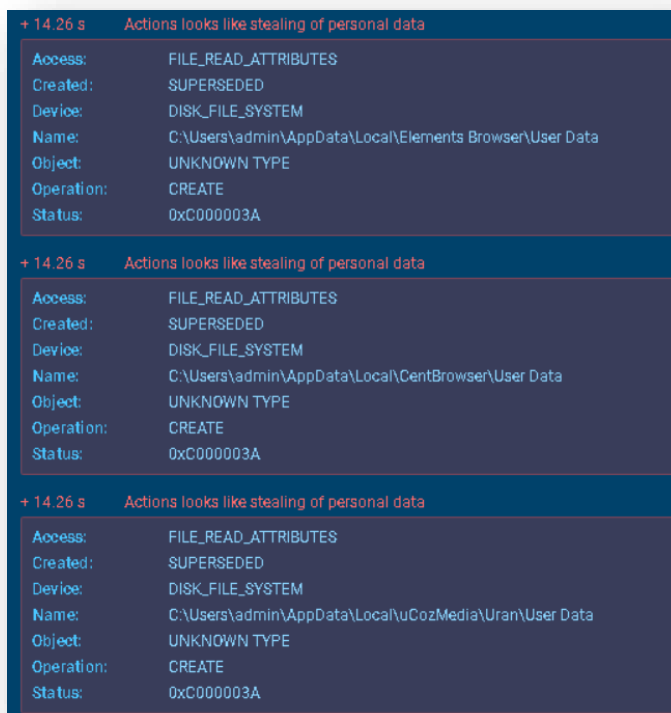 + 14.26 s Actions looks like stealing of personal data
Access: FILE_READ_ATTRIBUTES
Created: SUPERSEDED
Device: DISK_FILE_SYSTEM
Name: C:\Users\admin\AppData\Local\Elements Browser\User Data
Object: UNKNOWN TYPE
Operation: CREATE
Status: 0xC000003A
+ 14.26 s Actions looks like stealing of personal data
Access: FILE_READ_ATTRIBUTES
Created: SUPERSEDED
Device: DISK_FILE_SYSTEM
Name: C:\Users\admin\AppData\Local\CentBrowser\User Data
Object: UNKNOWN TYPE
Operation: CREATE
Status: 0xC000003A
+ 14.26 s Actions looks like stealing of personal data
Access: FILE_READ_ATTRIBUTES
Created: SUPERSEDED
Device: DISK_FILE_SYSTEM
Name: C:\Users\admin\AppData\Local\uCozMedia\Uran\User Data
Object: UNKNOWN TYPE
Operation: CREATE
Status: 0xC000003A